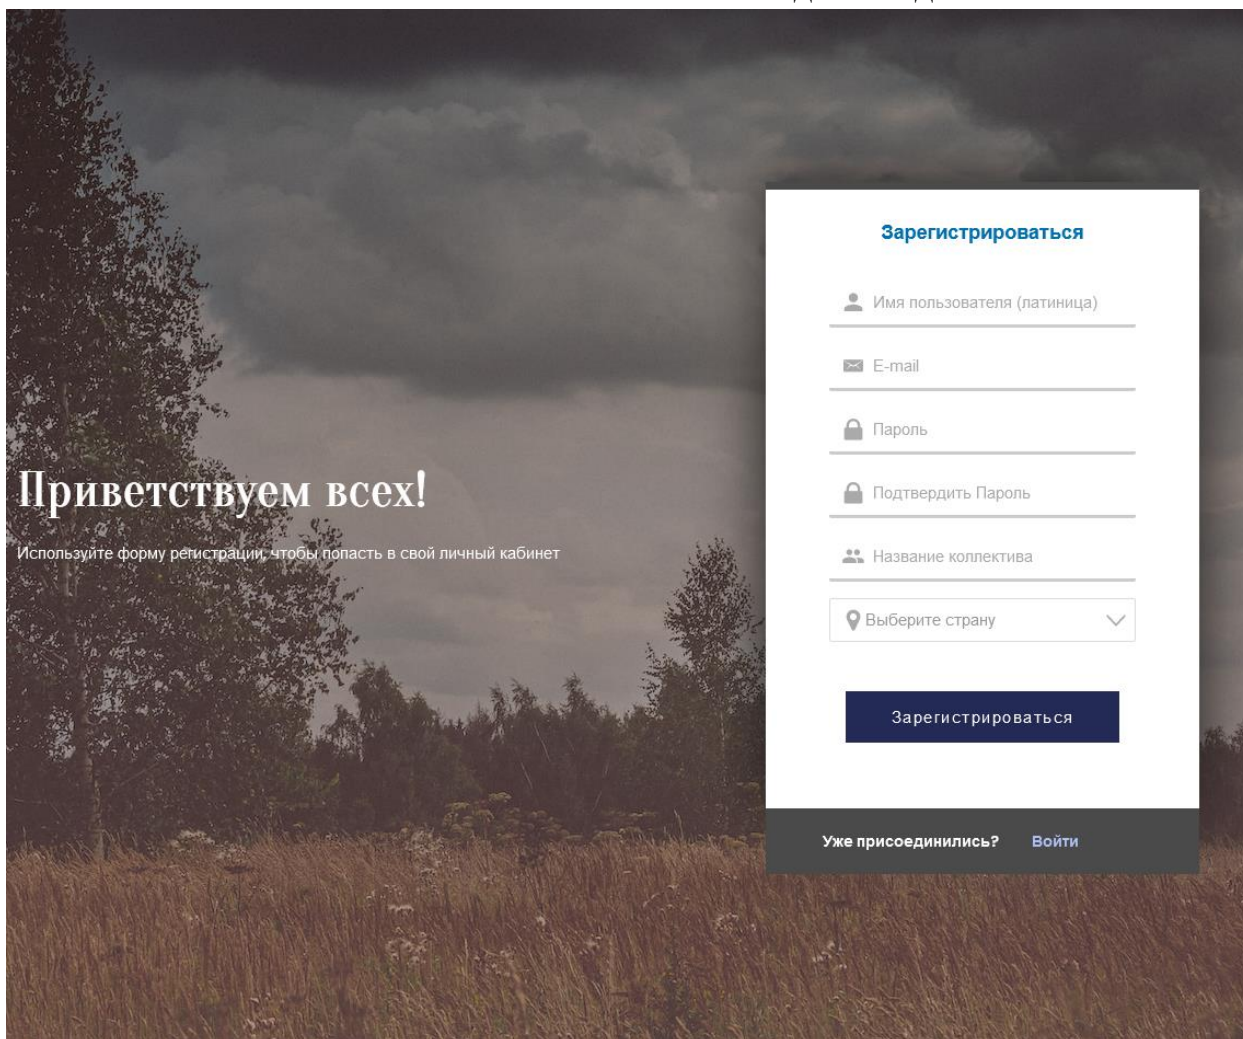 Приветствуем всех!
Используйте форму регистрации, чтобы попасть в свой личный кабинет
Зарегистрироваться
Имя пользователя (латиница)
E-mail
Пароль
Подтвердить Пароль
Название коллектива
Выберите страну
Зарегистрироваться
Уже присоединились? Войти